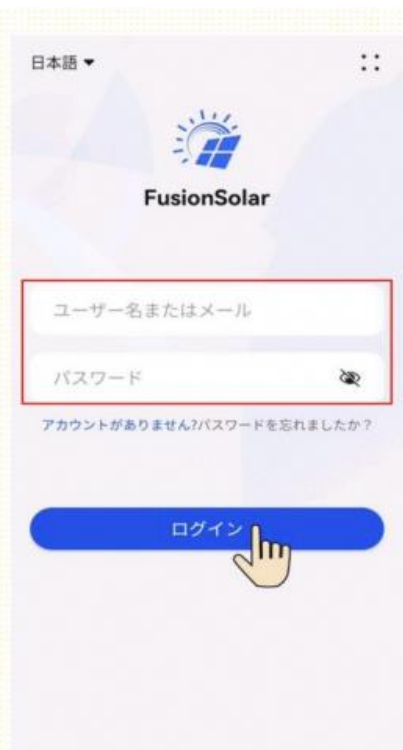 日本語
FusionSolar
ユーザー名またはメール
パスワード
アカウントがありません?パスワードを忘れましたか?
ログイン